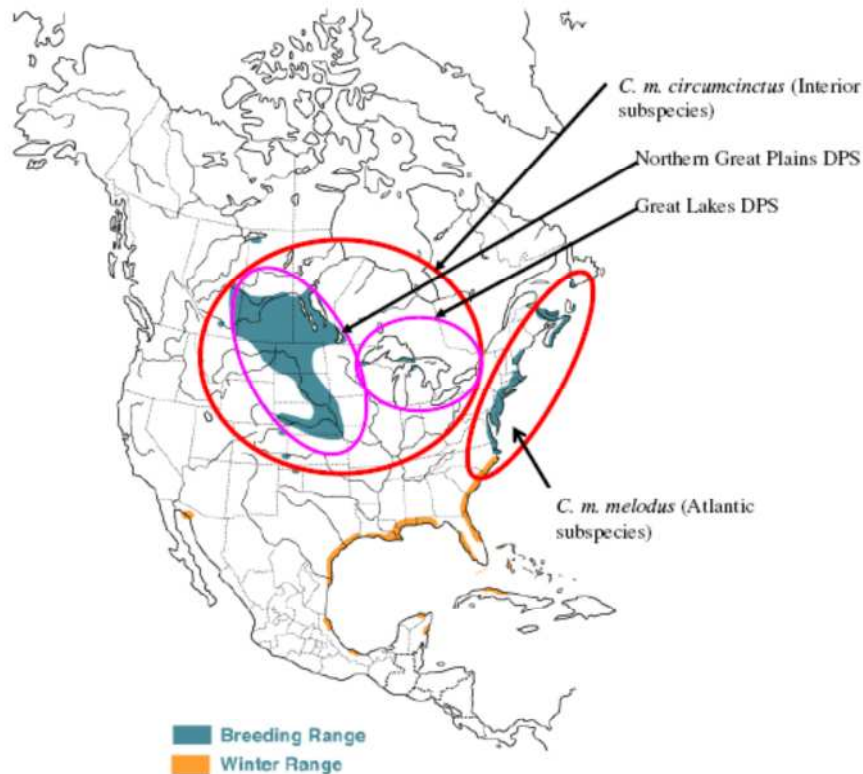 C. m. circumcinctus (Interior
subspecies)
Northern Great Plains DPS
Great Lakes DPS
C. m. melodus (Atlantic
subspecies)
Breeding Range
Winter Range